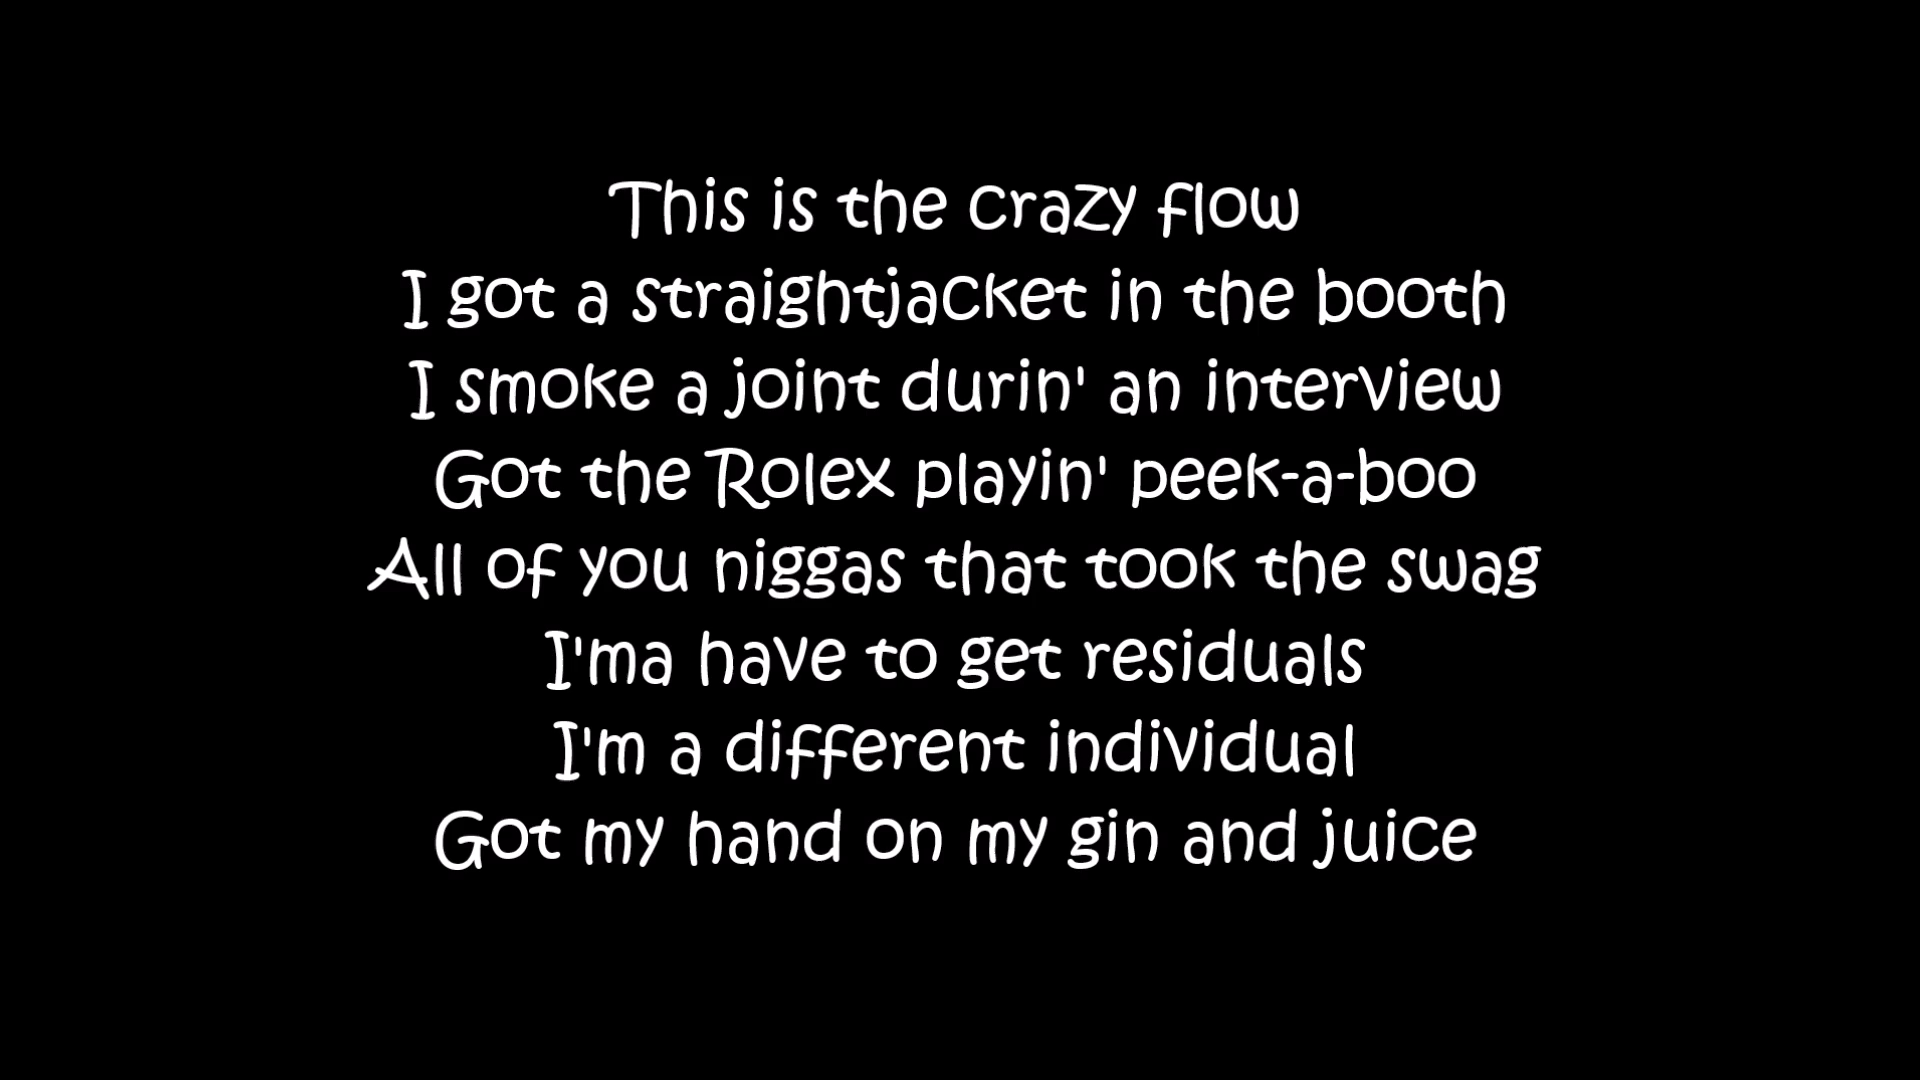 This is the crazy flow
I got a straightjacket in the booth
I smoke a joint durin' an interview
Got the Rolex playin' peek-a-boo
All of you niggas that took the swag
I'ma have to get residuals
I'm a different individual
Got my hand on my gin and juice